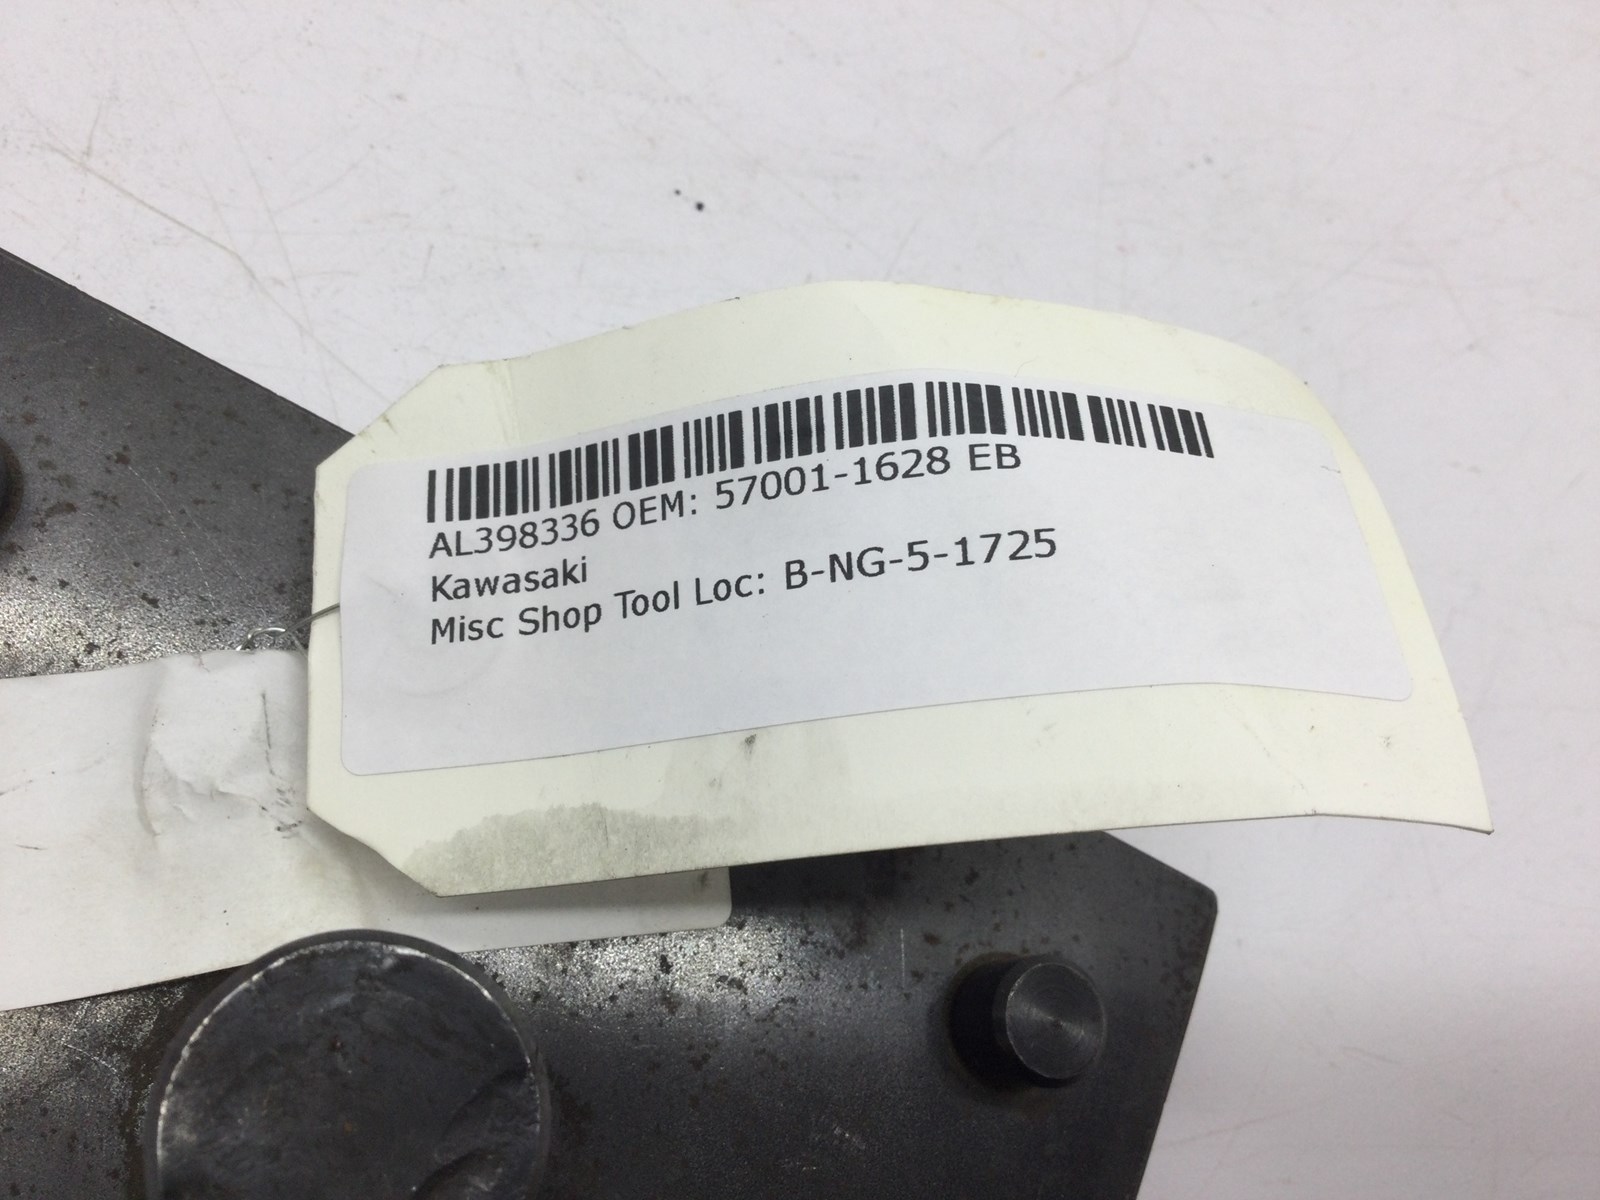 AL398336 OEM: 57001-1628 EB
Kawasaki
Misc Shop Tool Loc: B-NG-5-1725